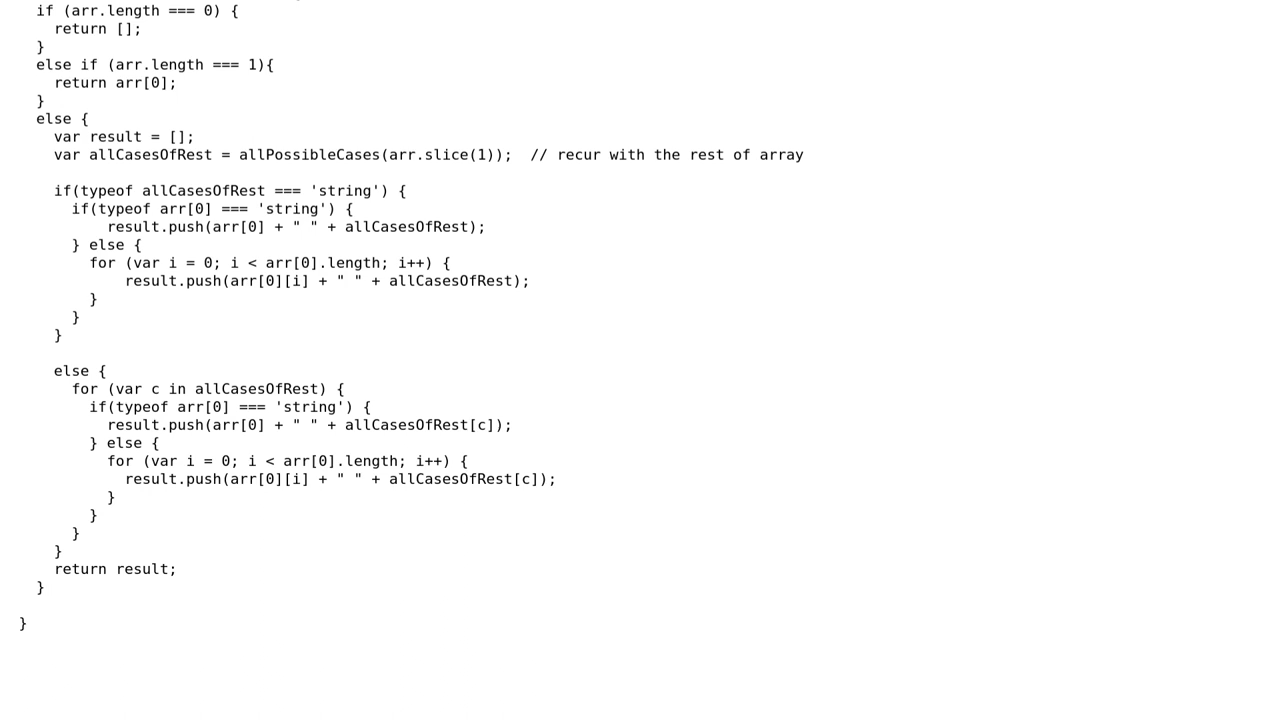 if (arr.length === 0) {
return [];
}
else if (arr.length === 1){
return arr[0];
}
else {
var result = [];
var allCasesOfRest = allPossibleCases(arr.slice(1));  // recur with the rest of array
if(typeof allCasesOfRest === 'string') {
if(typeof arr[0] === 'string') {
result.push(arr[0] + " " + allCasesOfRest);
} else {
for (var i = 0; i < arr[0].length; i++) {
result.push(arr[0][i] + " " + allCasesOfRest);
}
}
}
else {
for (var c in allCasesOfRest) {
if(typeof arr[0] === 'string') {
result.push(arr[0] + " " + allCasesOfRest[c]);
} else {
for (var i = 0; i < arr[0].length; i++) {
result.push(arr[0][i] + " " + allCasesOfRest[c]);
}
}
}
}
return result;
}
}